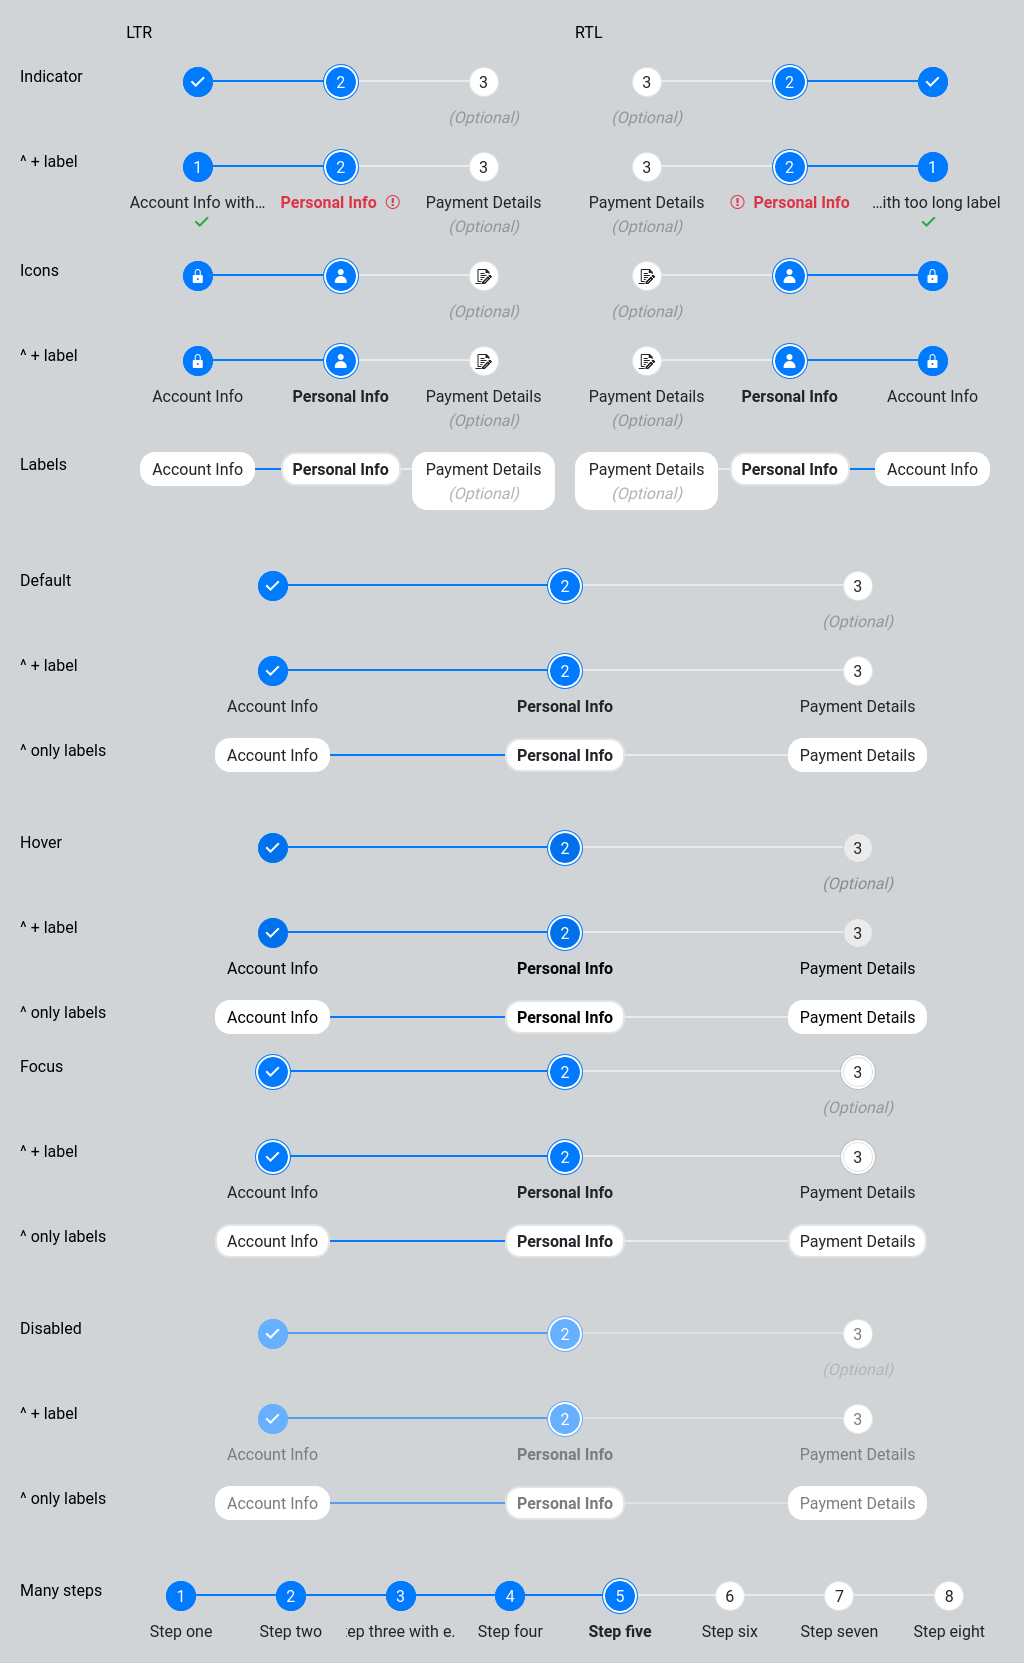 LTR RTL
Indicator 2 3 3 2
(Optional) (Optional)
^ + label 1 2 3 3 2 1
Account Info with... Personal Info Payment Details Payment Details Personal Info ...ith too long label
(Optional) (Optional)
Icons
(Optional) (Optional)
^ + label
Account Info Personal Info Payment Details Payment Details Personal Info Account Info
(Optional) (Optional)
Labels Account Info Personal Info Payment Details Payment Details Personal Info Account Info
(Optional) (Optional)
Default 2 3
(Optional)
^ + label 2 3
Account Info Personal Info Payment Details
^ only labels Account Info Personal Info Payment Details
Hover 2 3
(Optional)
^ + label 2 3
Account Info Personal Info Payment Details
^ only labels Account Info Personal Info Payment Details
Focus 2 3
(Optional)
^ + label 2 3
Account Info Personal Info Payment Details
^ only labels Account Info Personal Info Payment Details
Disabled 2 3
(Optional)
^ + label 2 3
Account Info Personal Info Payment Details
^ only labels Account Info Personal Info Payment Details
Many steps 1 2 3 4 5 6 7 8
Step one Step two ep three with e. Step four Step five Step six Step seven Step eight